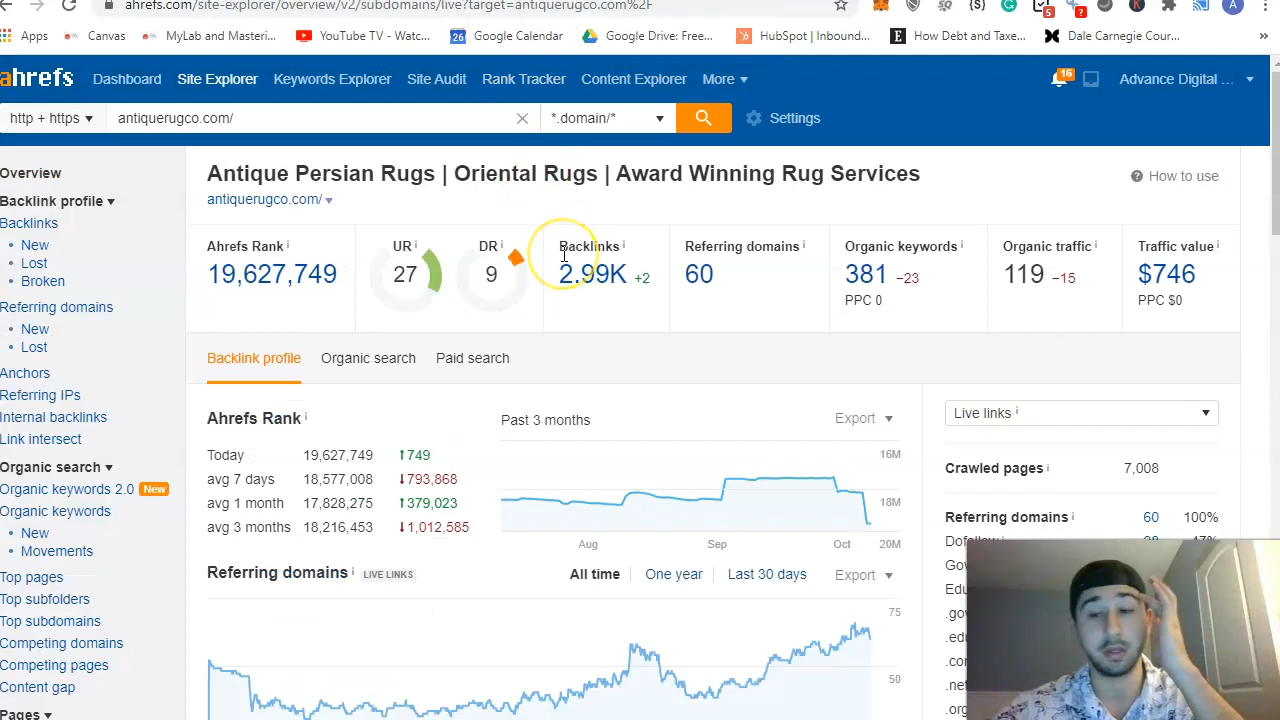 ahrefs.com/site-explorer/overview/v2/subdomains/live?target=antiquerugco.com%2F
Apps
Canvas
MyLab and Masteri...
YouTube TV - Watc...
26
Google Calendar
Google Drive: Free...
HubSpot | Inbound...
How Debt and Taxe...
Dale Carnegie Cour...
»
ahrefs
Dashboard
Site Explorer
Keywords Explorer
Site Audit
Rank Tracker
Content Explorer
More
16
Advance Digital ...
http + https
antiquerugco.com/
*.domain/*
Settings
Overview
Backlink profile
Backlinks
New
Lost
Broken
Referring domains
New
Lost
Anchors
Referring IPs
Internal backlinks
Link intersect
Organic search
Organic keywords 2.0 New
Organic keywords
New
Movements
Top pages
Top subfolders
Top subdomains
Competing domains
Competing pages
Content gap
Pages
Antique Persian Rugs | Oriental Rugs | Award Winning Rug Services
How to use
antiquerugco.com/
Ahrefs Rank
19,627,749
UR
27
DR
9
Backlinks
2.99K +2
Referring domains
60
Organic keywords
381 −23
PPC 0
Organic traffic
119 −15
Traffic value
$746
PPC $0
Backlink profile
Organic search
Paid search
Ahrefs Rank
Past 3 months
Export
Today 19,627,749 ↑749
avg 7 days 18,577,008 ↓793,868
avg 1 month 17,828,275 ↑379,023
avg 3 months 18,216,453 ↓1,012,585
16M
18M
20M
Aug
Sep
Oct
Referring domains LIVE LINKS
All time
One year
Last 30 days
Export
75
50
Live links
Crawled pages 7,008
Referring domains 60 100%